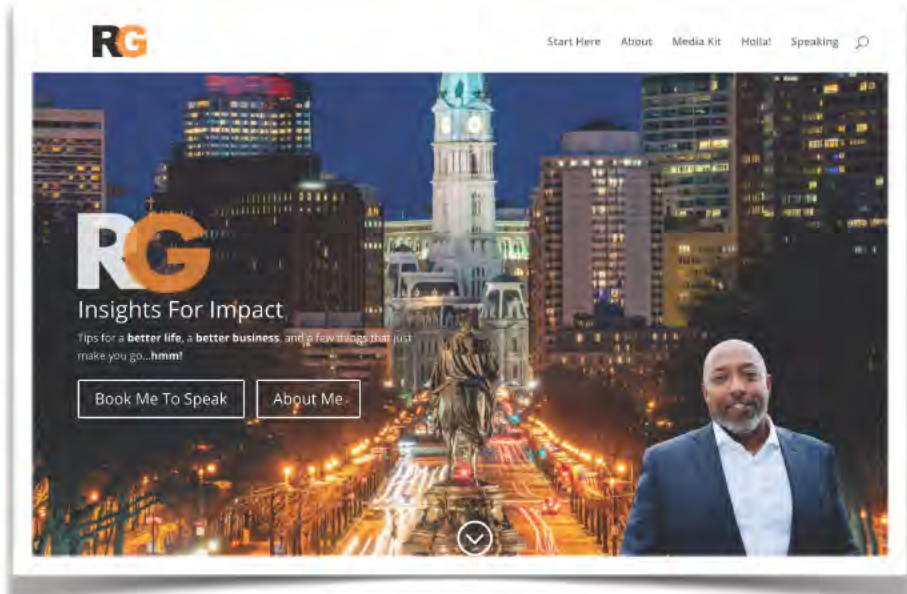 RG
Start Here About Media Kit Holla! Speaking
RG
Insights For Impact
Tips for a better life, a better business, and a few things that just
make you go...hmm!
Book Me To Speak
About Me